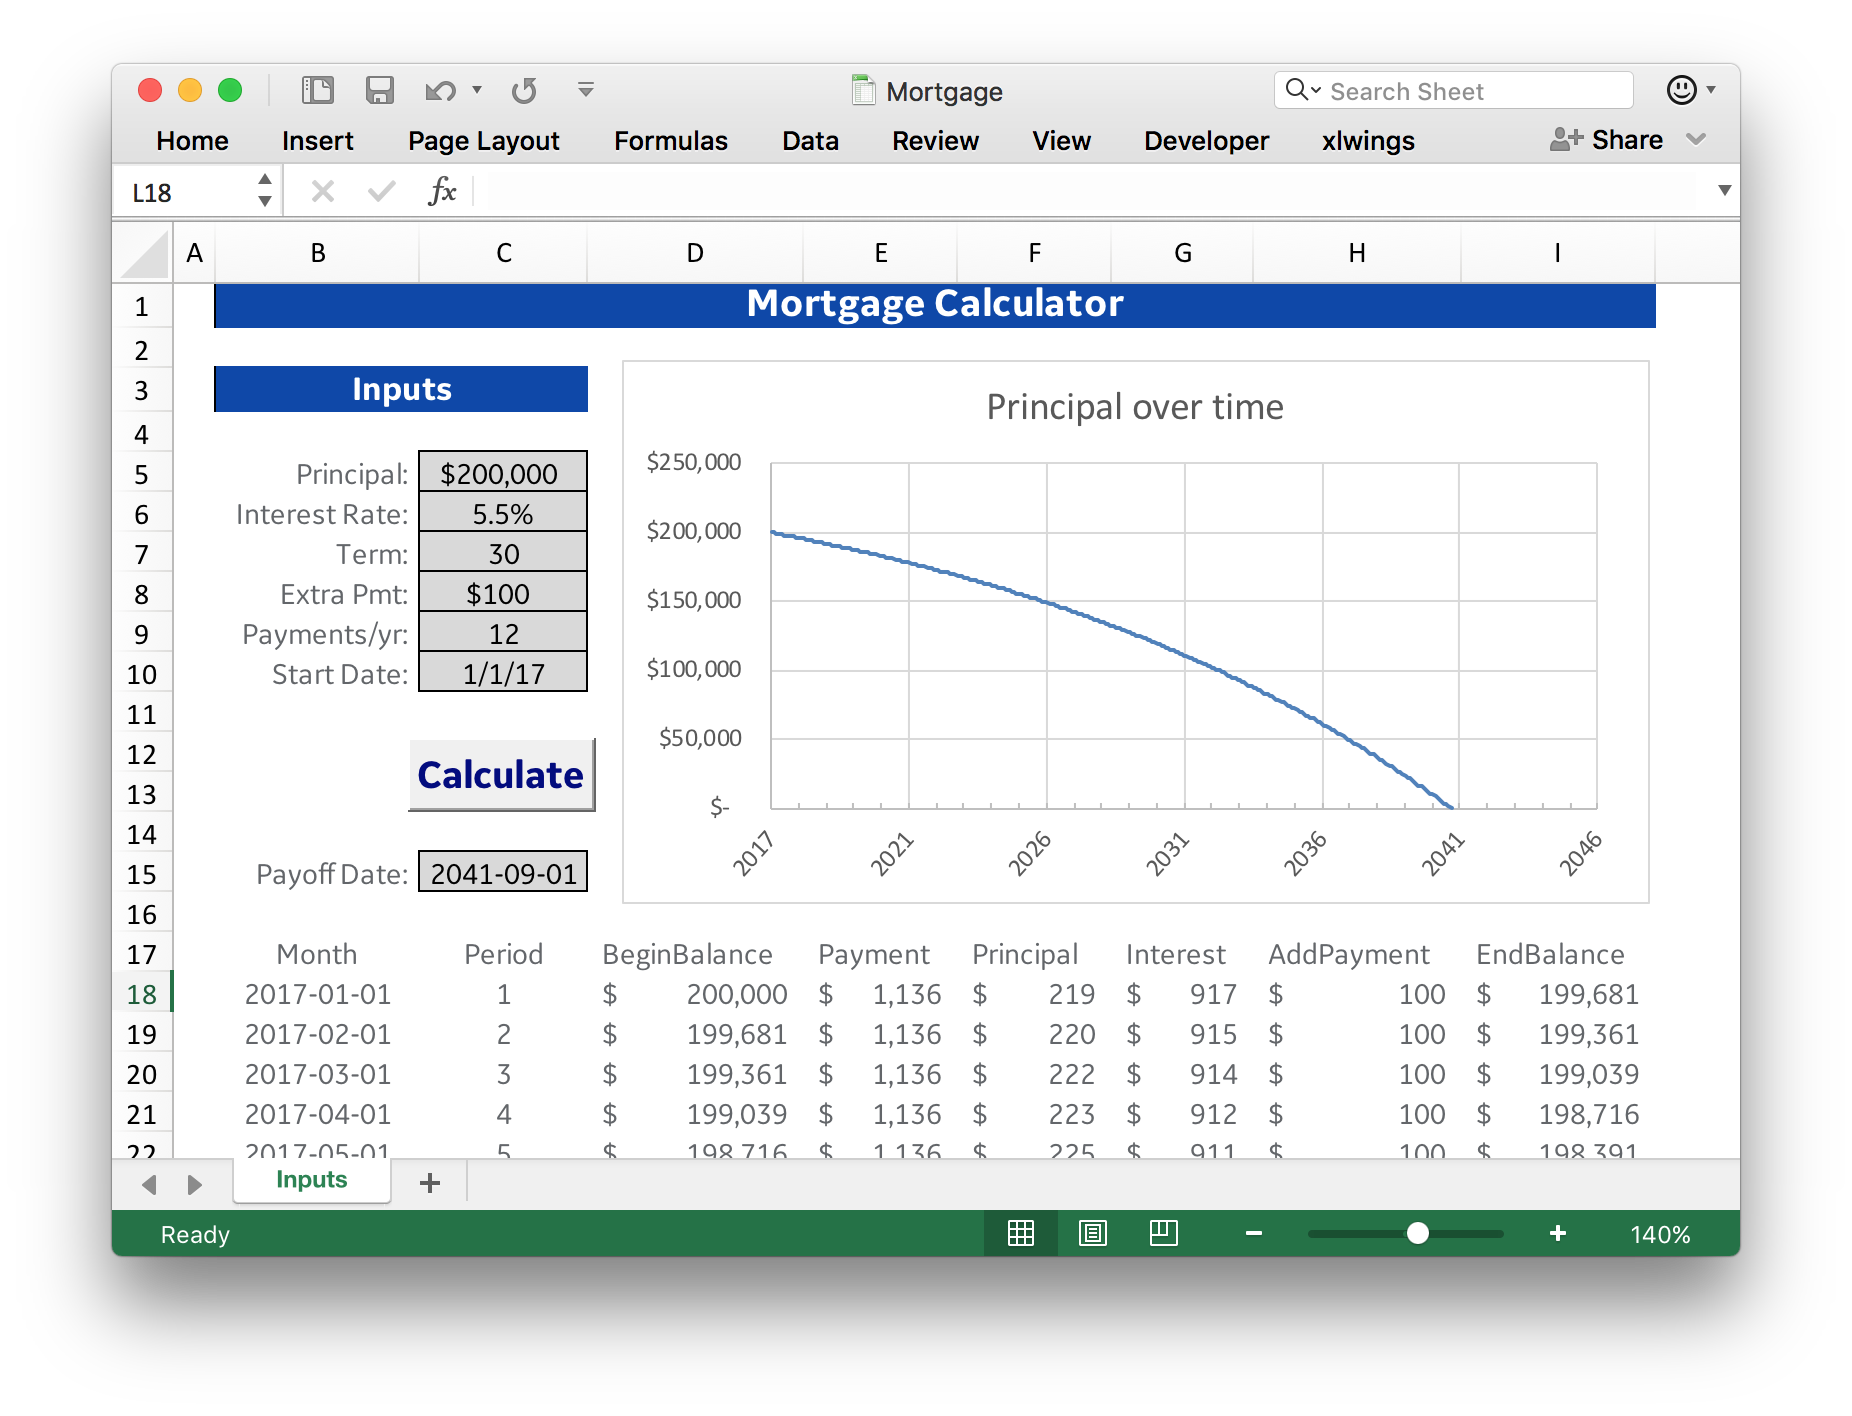 Mortgage
Search Sheet
Home Insert Page Layout Formulas Data Review View Developer xlwings Share
L18 fx
A B C D E F G H I
1 Mortgage Calculator
2
3 Inputs
Principal over time
4
$250,000
5 Principal: $200,000
6 Interest Rate: 5.5%
$200,000
7 Term: 30
8 Extra Pmt: $100
$150,000
9 Payments/yr: 12
10 Start Date: 1/1/17
$100,000
11
$50,000
12
Calculate
13
$-
14
2017 2021 2026 2031 2036 2041 2046
15 Payoff Date: 2041-09-01
16
17 Month Period BeginBalance Payment Principal Interest AddPayment EndBalance
18 2017-01-01 1 $ 200,000 $ 1,136 $ 219 $ 917 $ 100 $ 199,681
19 2017-02-01 2 $ 199,681 $ 1,136 $ 220 $ 915 $ 100 $ 199,361
20 2017-03-01 3 $ 199,361 $ 1,136 $ 222 $ 914 $ 100 $ 199,039
21 2017-04-01 4 $ 199,039 $ 1,136 $ 223 $ 912 $ 100 $ 198,716
22 2017-05-01 5 $ 198,716 $ 1,136 $ 225 $ 911 $ 100 $ 198,391
Inputs +
Ready 140%